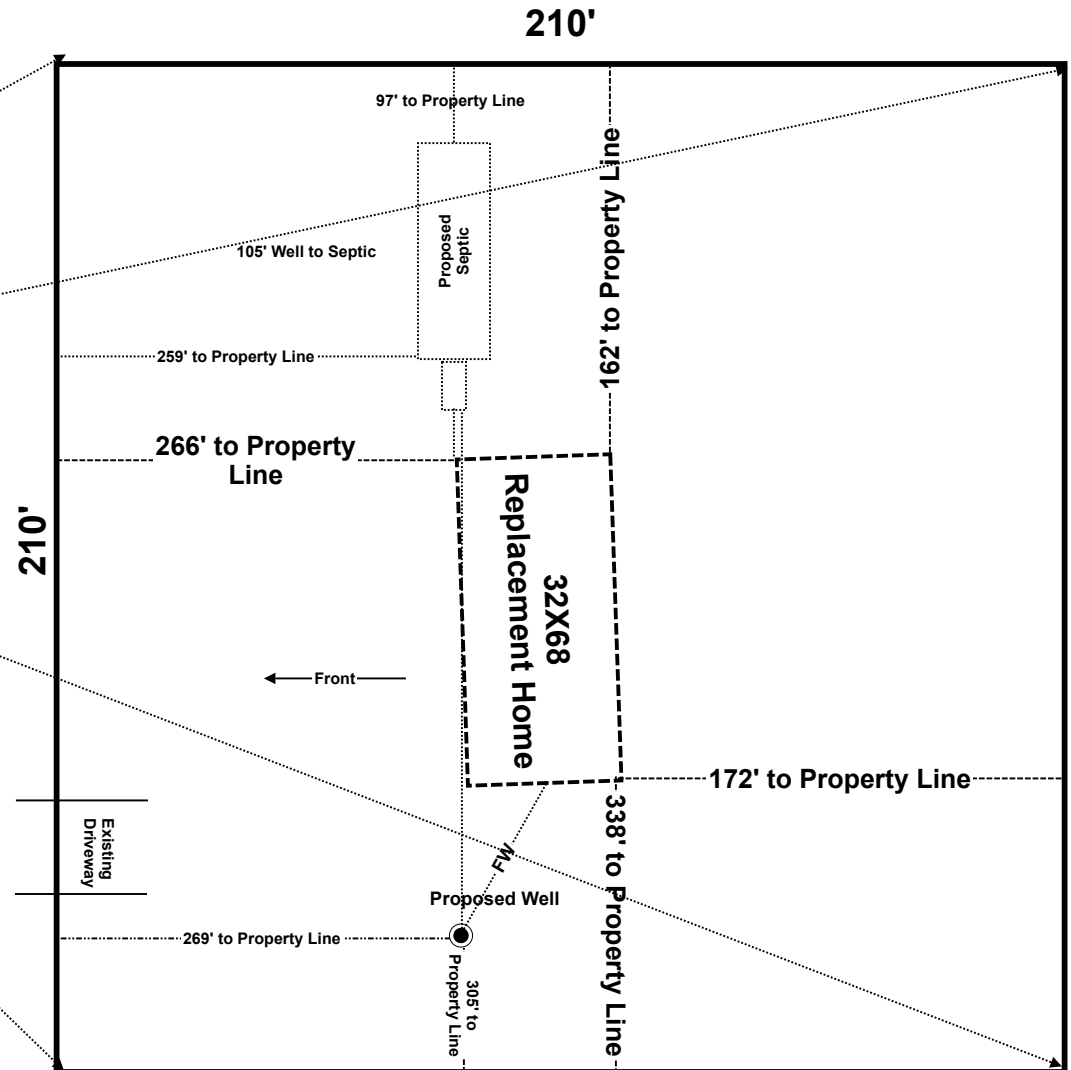 210'
97' to Property Line
162' to Property Line
Proposed
Septic
105' Well to Septic
259' to Property Line
266' to Property
Line
210'
32X68
Replacement Home
Front
172' to Property Line
Existing
Driveway
FW
338' to Property Line
Proposed Well
269' to Property Line
305' to
Property Line